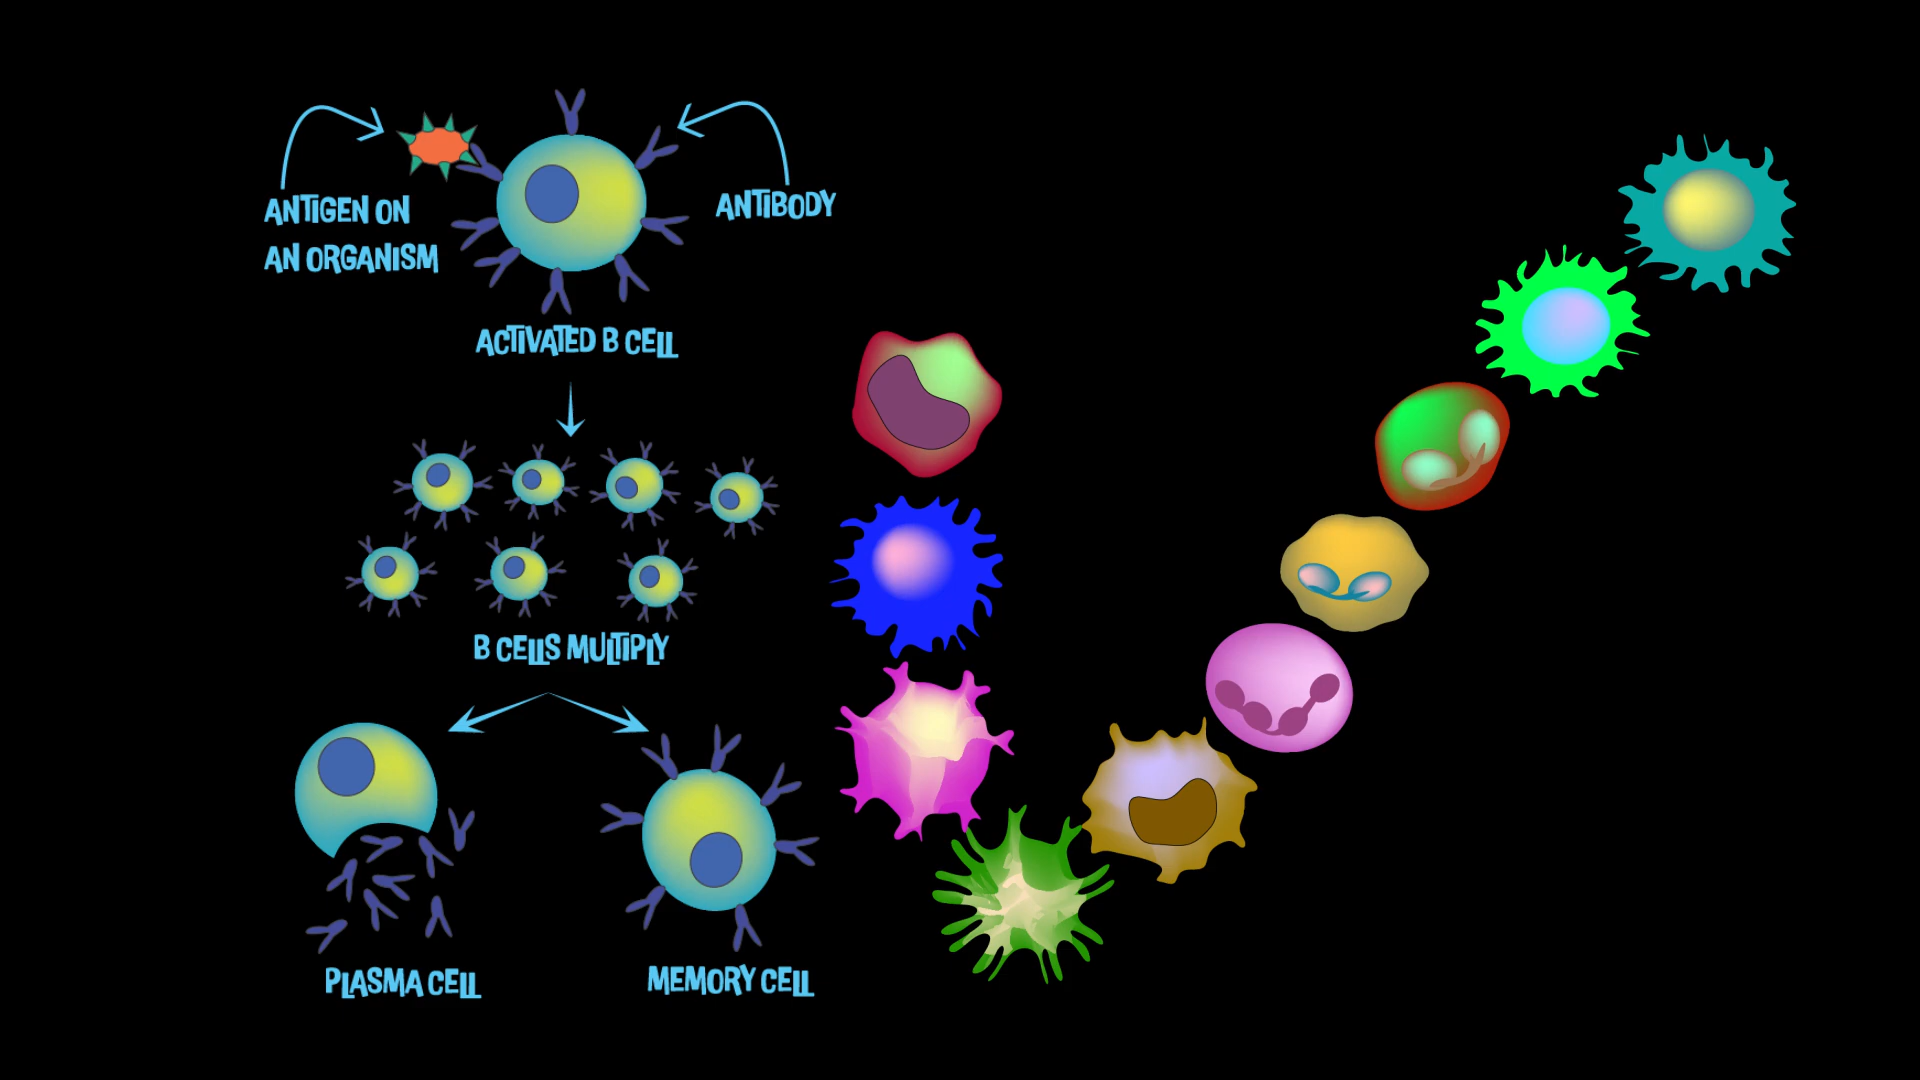 ANTIGEN ON
AN ORGANISM
ANTIBODY
ACTIVATED B CELL
B CELLS MULTIPLY
PLASMA CELL
MEMORY CELL